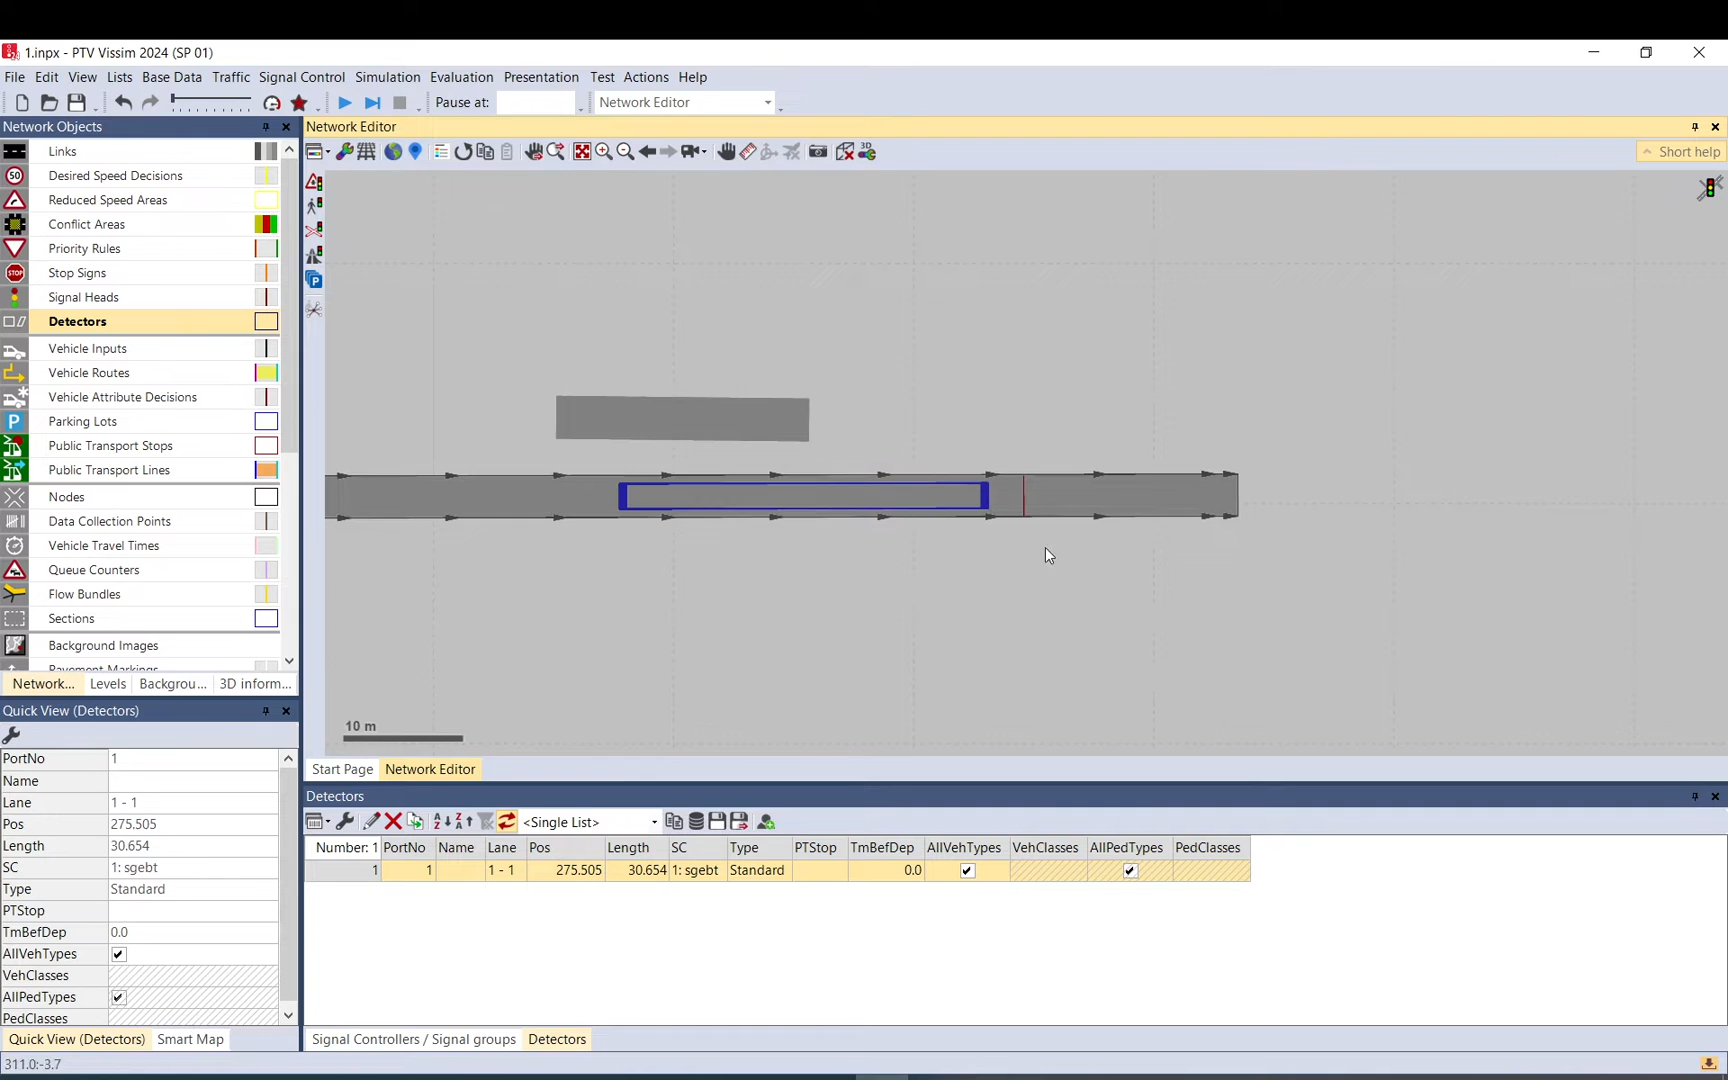 1.inpx - PTV Vissim 2024 (SP 01)
File Edit View Lists Base Data Traffic Signal Control Simulation Evaluation Presentation Test Actions Help
Pause at: Network Editor
Network Objects
Network Editor
Links
Short help
50 Desired Speed Decisions
Reduced Speed Areas
Conflict Areas
Priority Rules
STOP Stop Signs
Signal Heads
Detectors
Vehicle Inputs
Vehicle Routes
Vehicle Attribute Decisions
P Parking Lots
Public Transport Stops
Public Transport Lines
Nodes
Data Collection Points
Vehicle Travel Times
Queue Counters
Flow Bundles
Sections
Background Images
Pavement Markings
Network... Levels Backgrou... 3D inform...
3D
P
10 m
Start Page Network Editor
Quick View (Detectors)
PortNo 1
Name
Lane 1 - 1
Pos 275.505
Length 30.654
SC 1: sgebt
Type Standard
PTStop
TmBefDep 0.0
AllVehTypes
VehClasses
AllPedTypes
PedClasses
Quick View (Detectors) Smart Map
Detectors
<Single List>
Number: 1 PortNo Name Lane Pos Length SC Type PTStop TmBefDep AllVehTypes VehClasses AllPedTypes PedClasses
1 1 1 - 1 275.505 30.654 1: sgebt Standard 0.0
Signal Controllers / Signal groups Detectors
311.0:-3.7